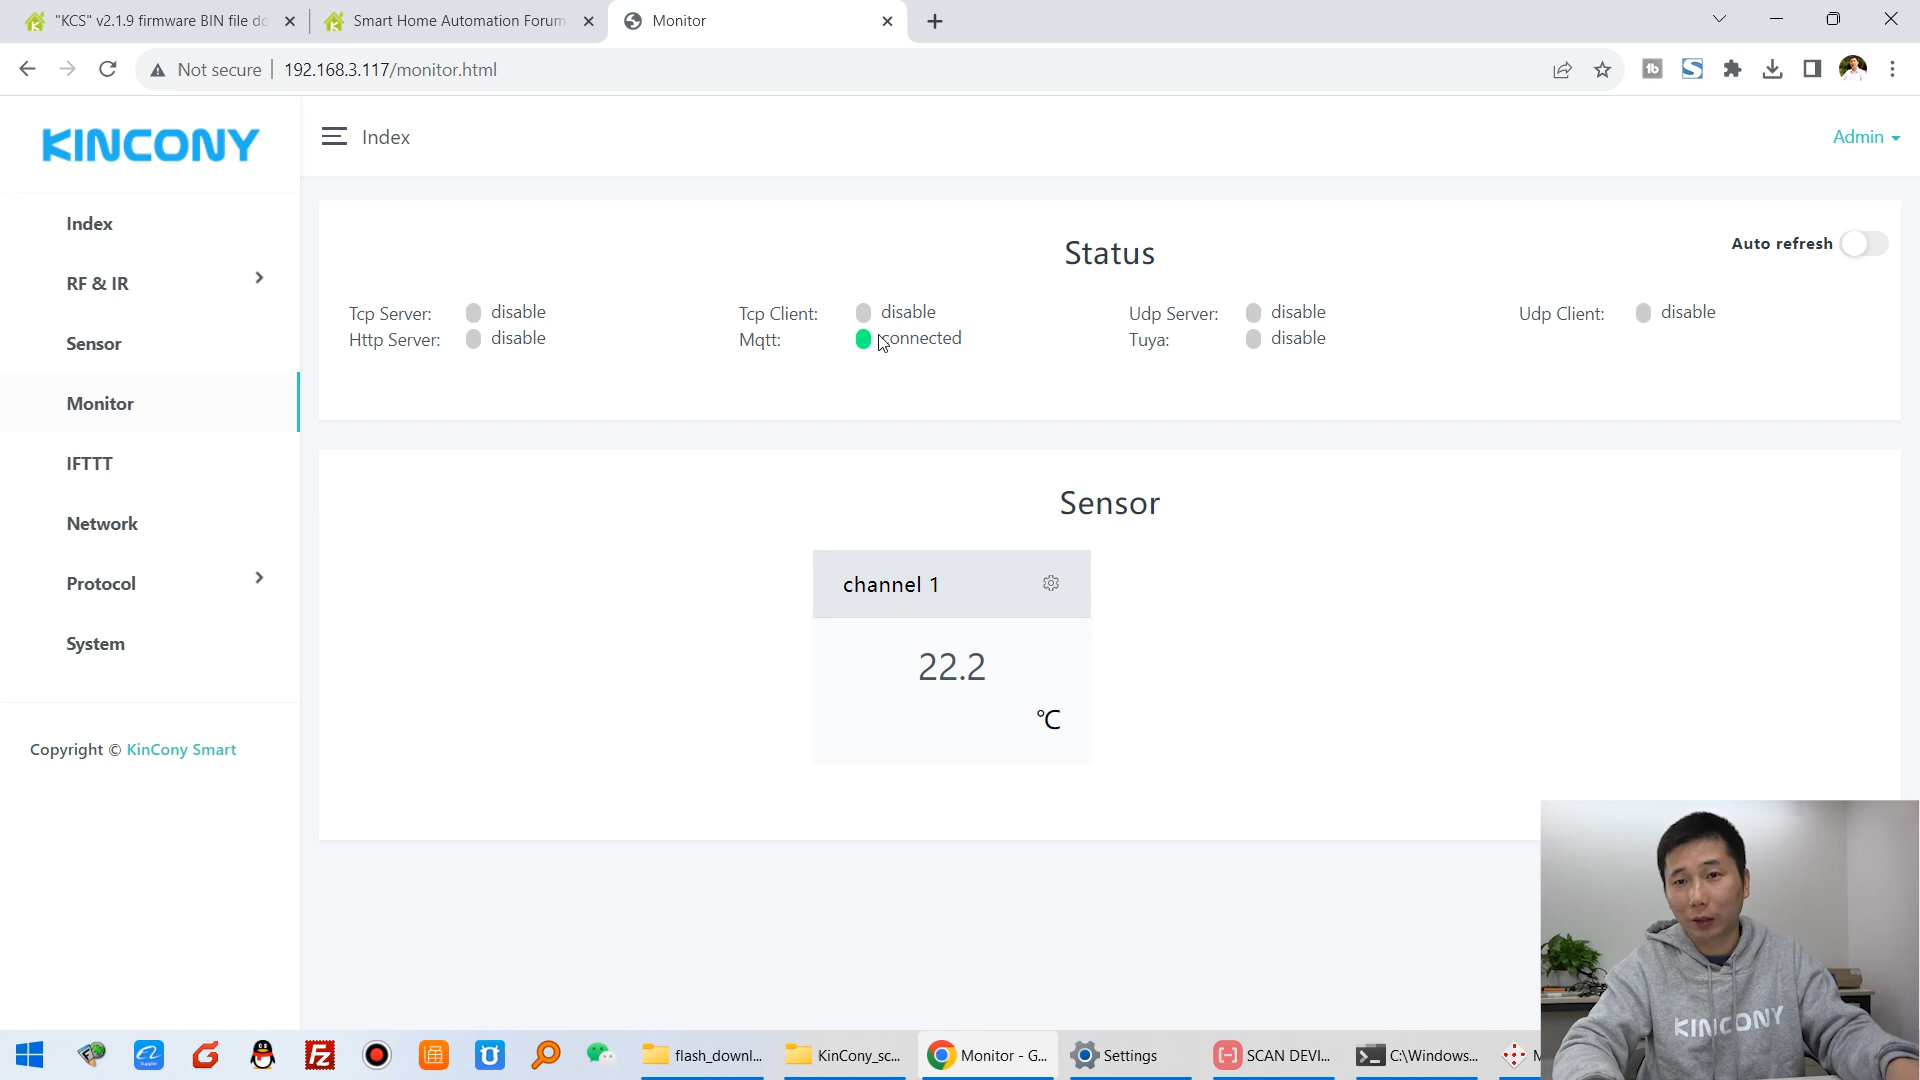 "KCS" v2.1.9 firmware BIN file do
Smart Home Automation Forum
Monitor
Not secure
192.168.3.117/monitor.html
KINCONY
Index
Admin
Index
RF & IR
Sensor
Monitor
IFTTT
Network
Protocol
System
Copyright © KinCony Smart
Status
Auto refresh
Tcp Server: disable
Tcp Client: disable
Udp Server: disable
Udp Client: disable
Http Server: disable
Mqtt: connected
Tuya: disable
Sensor
channel 1
22.2
℃
KINCONY
flash_downl...
KinCony_sc...
Monitor - G...
Settings
SCAN DEVI...
C:\Windows...
M